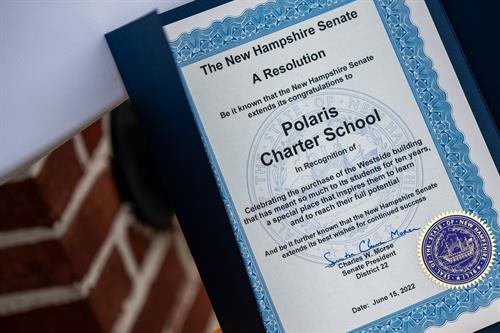 The New Hampshire Senate
A Resolution
Be it known that the New Hampshire Senate
extends its congratulations to
Polaris
Charter School
In Recognition of
Celebrating the purchase of the Westside building
that has meant so much to its students for ten years,
a special place that inspires them to learn
and to reach their full potential
And be it further known that the New Hampshire Senate
extends its best wishes for continued success
Charles W. Morse
Senate President
District 22
Date: June 15, 2022